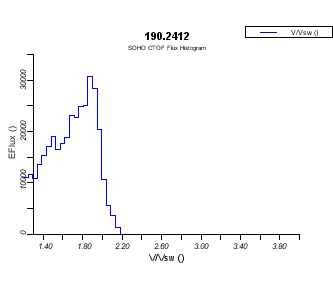 V/Vsw ()
190.2412
SOHO CTOF Flux Histogram
30000
20000
10000
0
EFlux ()
1.40 1.80 2.20 2.60 3.00 3.40 3.80
V/Vsw ()